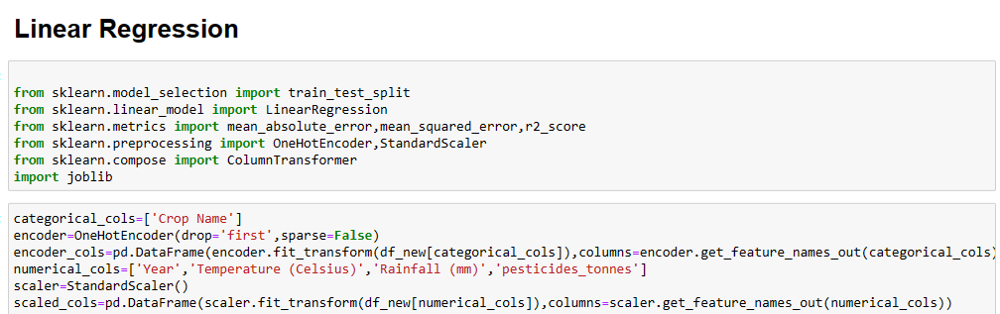 Linear Regression
from sklearn.model_selection import train_test_split
from sklearn.linear_model import LinearRegression
from sklearn.metrics import mean_absolute_error,mean_squared_error,r2_score
from sklearn.preprocessing import OneHotEncoder,StandardScaler
from sklearn.compose import ColumnTransformer
import joblib
categorical_cols=['Crop Name']
encoder=OneHotEncoder(drop='first',sparse=False)
encoder_cols=pd.DataFrame(encoder.fit_transform(df_new[categorical_cols]),columns=encoder.get_feature_names_out(categorical_cols)
numerical_cols=['Year','Temperature (Celsius)','Rainfall (mm)','pesticides_tonnes']
scaler=StandardScaler()
scaled_cols=pd.DataFrame(scaler.fit_transform(df_new[numerical_cols]),columns=scaler.get_feature_names_out(numerical_cols))